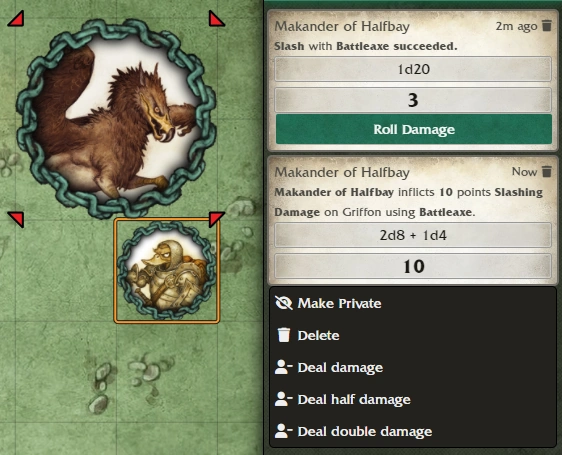 Makander of Halfbay 2m ago
Slash with Battleaxe succeeded.
1d20
3
Roll Damage
Makander of Halfbay Now
Makander of Halfbay inflicts 10 points Slashing
Damage on Griffon using Battleaxe.
2d8 + 1d4
10
Make Private
Delete
Deal damage
Deal half damage
Deal double damage